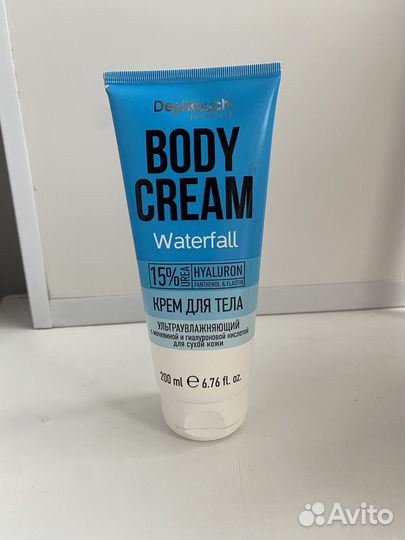 Depiltouch
BODY
CREAM
Waterfall
15% UREA
HYALURON
PANTHENOL & ELASTIN
КРЕМ ДЛЯ ТЕЛА
УЛЬТРАУВЛАЖНЯЮЩИЙ
с мочевиной и гиалуроновой кислотой
для сухой кожи
200 ml ℮ 6.76 fl. oz.
Avito